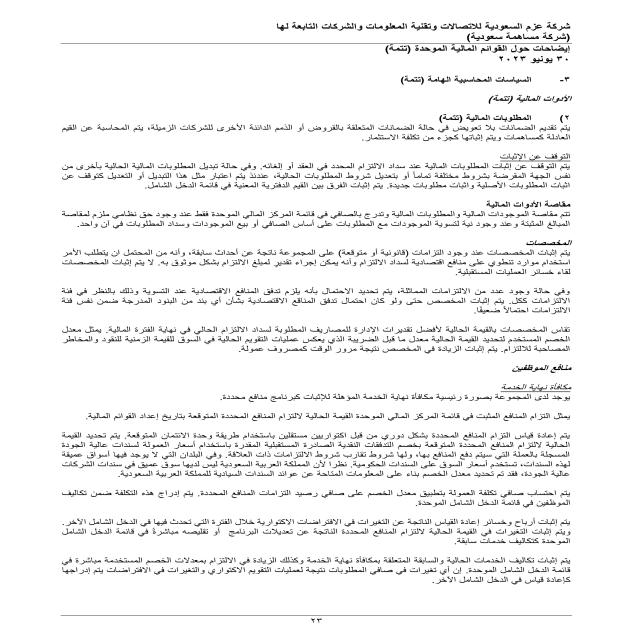 شركة عزم السعودية للاتصالات وتقنية المعلومات والشركات التابعة لها
(شركة مساهمة سعودية)
إيضاحات حول القوائم المالية الموحدة (تتمة)
٣٠ يونيو ٢٠٢٣
٣- السياسات المحاسبية الهامة (تتمة)
الأدوات المالية (تتمة)
٢) المطلوبات المالية (تتمة)
يتم تقديم الضمانات بلا تعويض في حالة الضمانات المتعلقة بالقروض أو الذمم الدائنة الأخرى للشركات الزميلة، يتم المحاسبة عن القيم
العادلة كمساهمات ويتم إثباتها كجزء من تكلفة الاستثمار.
التوقف عن الإثبات
يتم التوقف عن إثبات المطلوبات المالية عند سداد الالتزام المحدد في العقد أو إلغائه. وفي حالة تبديل المطلوبات المالية الحالية بأخرى من
نفس الجهة المقرضة بشروط مختلفة تماماً أو بتعديل شروط المطلوبات الحالية، عندئذ يتم اعتبار مثل هذا التبديل أو التعديل كتوقف عن
اثبات المطلوبات الأصلية واثبات مطلوبات جديدة. يتم إثبات الفرق بين القيم الدفترية المعنية في قائمة الدخل الشامل.
مقاصة الأدوات المالية
تتم مقاصة الموجودات المالية والمطلوبات المالية وتدرج بالصافي في قائمة المركز المالي الموحدة فقط عند وجود حق نظامي ملزم لمقاصة
المبالغ المثبتة وعند وجود نية لتسوية الموجودات مع المطلوبات على أساس الصافي أو بيع الموجودات وسداد المطلوبات في آن واحد.
المخصصات
يتم إثبات المخصصات عند وجود التزامات (قانونية أو متوقعة) على المجموعة ناتجة عن أحداث سابقة، وأنه من المحتمل ان يتطلب الأمر
استخدام موارد تنطوي على منافع اقتصادية لسداد الالتزام وأنه يمكن إجراء تقدير لمبلغ الالتزام بشكل موثوق به. لا يتم إثبات المخصصات
لقاء خسائر العمليات المستقبلية.
وفي حالة وجود عدد من الالتزامات المماثلة، يتم تحديد الاحتمال بأنه يلزم تدفق المنافع الاقتصادية عند التسوية وذلك بالنظر في فئة
الالتزامات ككل. يتم إثبات المخصص حتى ولو كان احتمال تدفق المنافع الاقتصادية بشأن أي بند من البنود المدرجة ضمن نفس فئة
الالتزامات احتمالاً ضعيفًا.
تقاس المخصصات بالقيمة الحالية لأفضل تقديرات الإدارة للمصاريف المطلوبة لسداد الالتزام الحالي في نهاية الفترة المالية. يمثل معدل
الخصم المستخدم لتحديد القيمة الحالية معدل ما قبل الضريبة الذي يعكس عمليات التقويم الحالية في السوق للقيمة الزمنية للنقود والمخاطر
المصاحبة للالتزام. يتم إثبات الزيادة في المخصص نتيجة مرور الوقت كمصروف عمولة.
منافع الموظفين
مكافأة نهاية الخدمة
يوجد لدى المجموعة بصورة رئيسية مكافأة نهاية الخدمة المؤهلة للإثبات كبرنامج منافع محددة.
يمثل التزام المنافع المثبت في قائمة المركز المالي الموحدة القيمة الحالية لالتزام المنافع المحددة المتوقعة بتاريخ إعداد القوائم المالية.
يتم إعادة قياس التزام المنافع المحددة بشكل دوري من قبل اكتواريين مستقلين باستخدام طريقة وحدة الائتمان المتوقعة. يتم تحديد القيمة
الحالية لالتزام المنافع المحددة المتوقعة بخصم التدفقات النقدية الصادرة المستقبلية المقدرة باستخدام أسعار العمولة لسندات عالية الجودة
المسجلة بالعملة التي سيتم دفع المنافع بها، ولها شروط تقارب شروط الالتزامات ذات العلاقة. وفي البلدان التي لا يوجد فيها أسواق عميقة
لهذه السندات، تستخدم أسعار السوق على السندات الحكومية. نظرا لأن المملكة العربية السعودية ليس لديها سوق عميق في سندات الشركات
عالية الجودة، فقد تم تحديد معدل الخصم بناء على المعلومات المتاحة عن عوائد السندات السيادية للمملكة العربية السعودية.
يتم احتساب صافي تكلفة العمولة بتطبيق معدل الخصم على صافي رصيد التزامات المنافع المحددة. يتم إدراج هذه التكلفة ضمن تكاليف
الموظفين في قائمة الدخل الشامل الموحدة.
يتم إثبات أرباح وخسائر إعادة القياس الناتجة عن التغيرات في الافتراضات الاكتوارية خلال الفترة التي تحدث فيها في الدخل الشامل الآخر.
ويتم إثبات التغيرات في القيمة الحالية لالتزام المنافع المحددة الناتجة عن تعديلات البرنامج أو تقليصه مباشرةً في قائمة الدخل الشامل
الموحدة كتكاليف خدمات سابقة.
يتم إثبات تكاليف الخدمات الحالية والسابقة المتعلقة بمكافأة نهاية الخدمة وكذلك الزيادة في الالتزام بمعدلات الخصم المستخدمة مباشرة في
قائمة الدخل الشامل الموحدة. إن أي تغيرات في صافي المطلوبات نتيجة لعمليات التقويم الاكتواري والتغيرات في الافتراضات يتم إدراجها
كإعادة قياس في الدخل الشامل الآخر.
٢٣